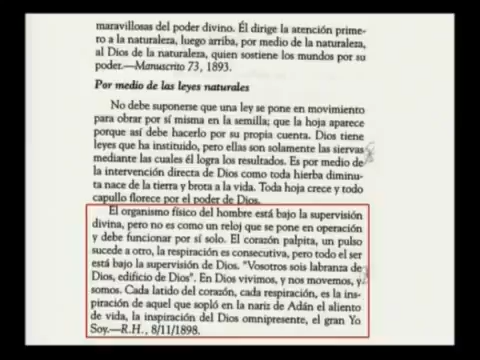 maravillosas del poder divino. Él dirige la atención prime-
ro a la naturaleza, luego arriba, por medio de la naturaleza,
al Dios de la naturaleza, quien sostiene los mundos por su
poder.—Manuscrito 73, 1893.
Por medio de las leyes naturales
No debe suponerse que una ley se pone en movimiento
para obrar por sí misma en la semilla; que la hoja aparece
porque así debe hacerlo por su propia cuenta. Dios tiene
leyes que ha instituido, pero ellas son solamente las siervas
mediante las cuales él logra los resultados. Es por medio de
la intervención directa de Dios como toda hierba diminu-
ta nace de la tierra y brota a la vida. Toda hoja crece y todo
capullo florece por el poder de Dios.
El organismo físico del hombre está bajo la supervisión
divina, pero no es como un reloj que se pone en operación
y debe funcionar por sí solo. El corazón palpita, un pulso
sucede a otro, la respiración es consecutiva, pero todo el ser
está bajo la supervisión de Dios. "Vosotros sois labranza de
Dios, edificio de Dios". En Dios vivimos, y nos movemos, y
somos. Cada latido del corazón, cada respiración, es la ins-
piración de aquel que sopló en la nariz de Adán el aliento
de vida, la inspiración del Dios omnipresente, el gran Yo
Soy.—R.H., 8/11/1898.